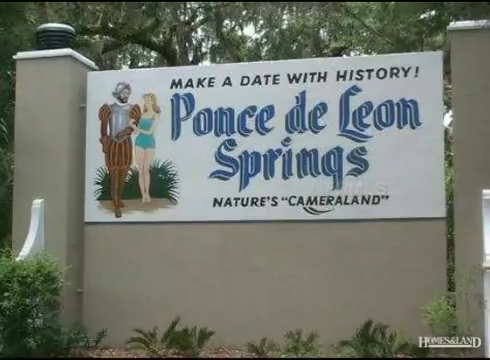 MAKE A DATE WITH HISTORY!
Ponce de Leon
Springs
NATURE'S "CAMERALAND"
HOMES&LAND